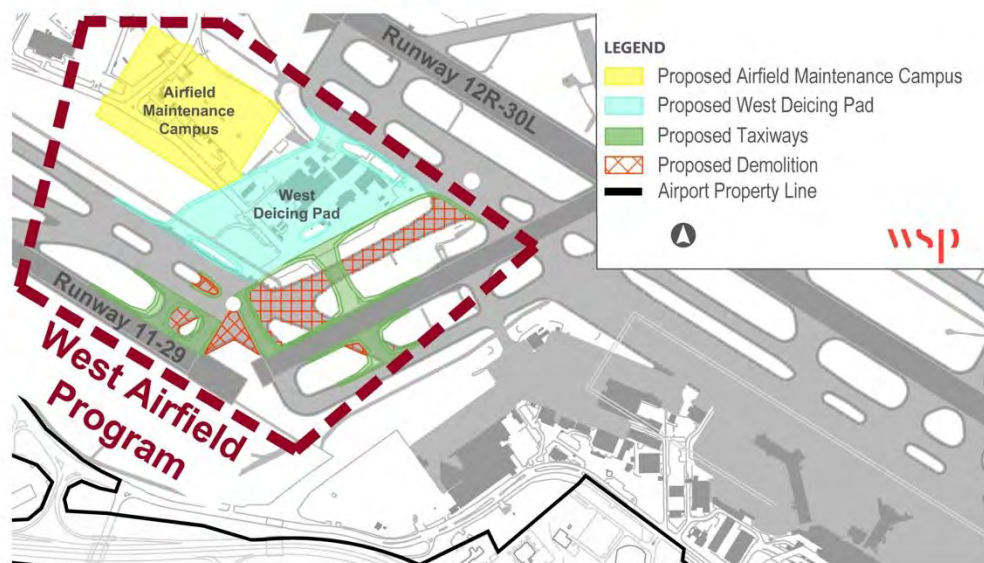 Runway 12R-30L
Airfield
Maintenance
Campus
West
Deicing Pad
Runway 11-29
West Airfield
Program
LEGEND
Proposed Airfield Maintenance Campus
Proposed West Deicing Pad
Proposed Taxiways
Proposed Demolition
Airport Property Line
wsp